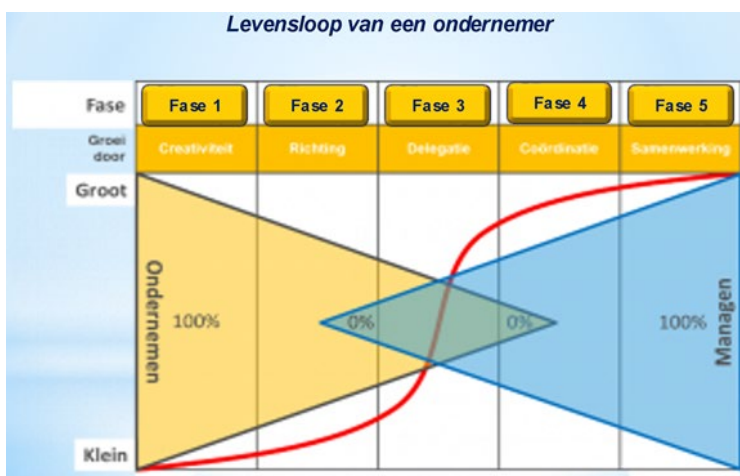 Levensloop van een ondernemer
Fase
Fase 1
Fase 2
Fase 3
Fase 4
Fase 5
Groei
door
Creativiteit
Richting
Delegatie
Coördinatie
Samenwerking
Groot
Ondernemen
100%
0%
0%
100%
Managen
Klein